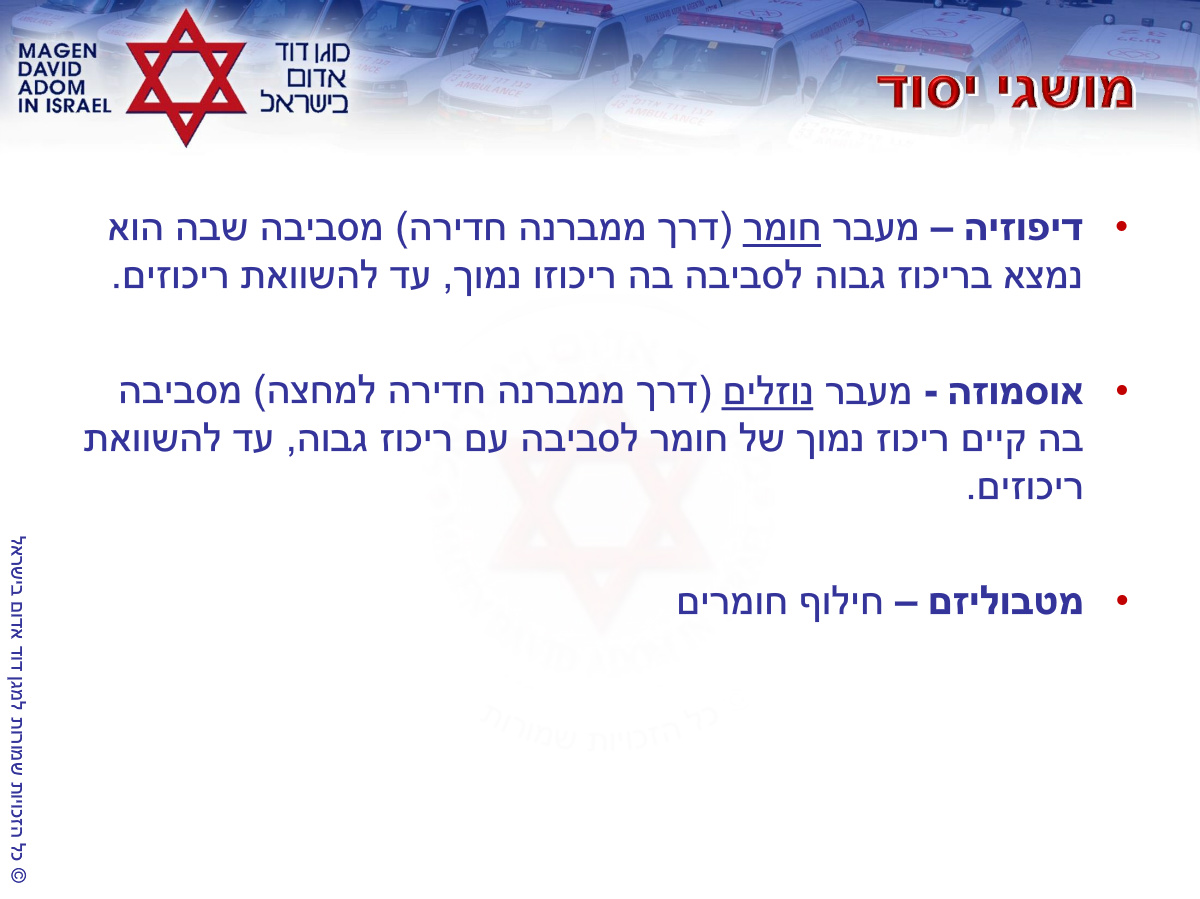 MAGEN
DAVID
ADOM
IN ISRAEL
מגן דוד
אדום
בישראל
מושגי יסוד
• דיפוזיה – מעבר חומר (דרך ממברנה חדירה) מסביבה שבה הוא
נמצא בריכוז גבוה לסביבה בה ריכוזו נמוך, עד להשוואת ריכוזים.
• אוסמוזה - מעבר נוזלים (דרך ממברנה חדירה למחצה) מסביבה
בה קיים ריכוז נמוך של חומר לסביבה עם ריכוז גבוה, עד להשוואת
ריכוזים.
• מטבוליזם – חילוף חומרים
כל הזכויות שמורות
© כל הזכויות שמורות למגן דוד אדום בישראל